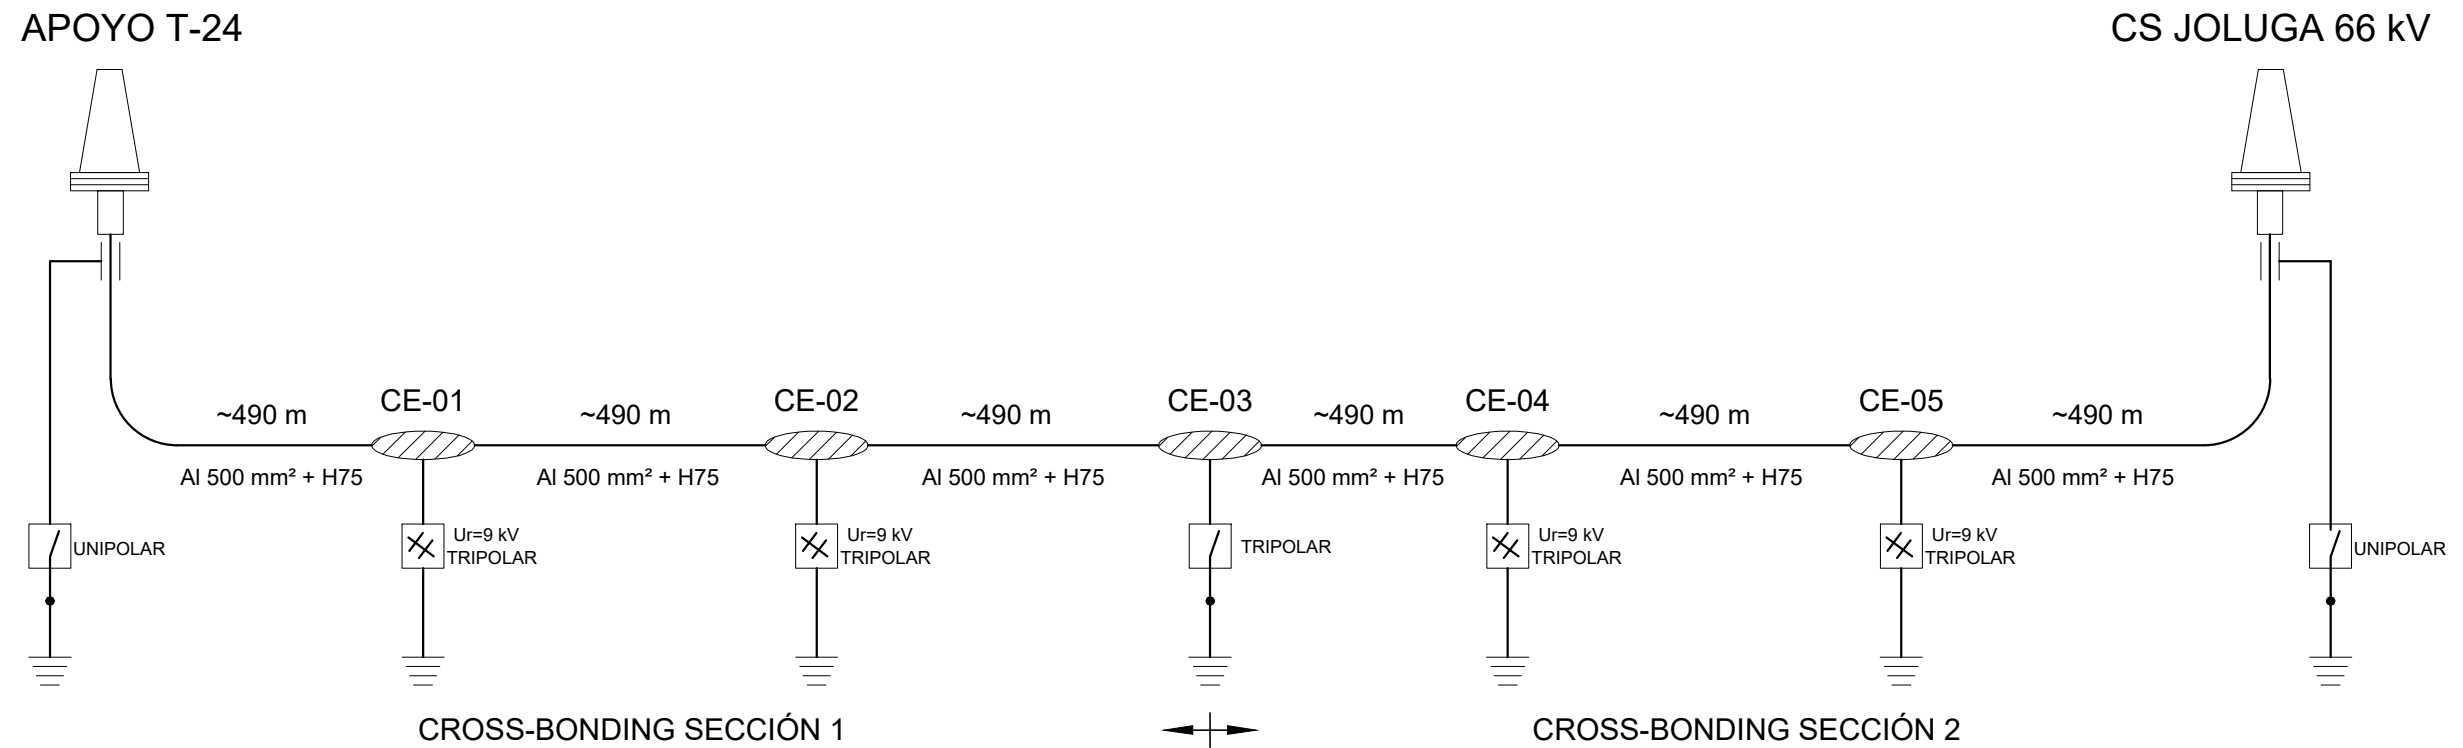 APOYO T-24
CS JOLUGA 66 kV
~490 m
CE-01
~490 m
CE-02
~490 m
CE-03
~490 m
CE-04
~490 m
CE-05
~490 m
Al 500 mm² + H75
Al 500 mm² + H75
Al 500 mm² + H75
Al 500 mm² + H75
Al 500 mm² + H75
Al 500 mm² + H75
UNIPOLAR
Ur=9 kV
TRIPOLAR
Ur=9 kV
TRIPOLAR
TRIPOLAR
Ur=9 kV
TRIPOLAR
Ur=9 kV
TRIPOLAR
UNIPOLAR
CROSS-BONDING SECCIÓN 1
CROSS-BONDING SECCIÓN 2